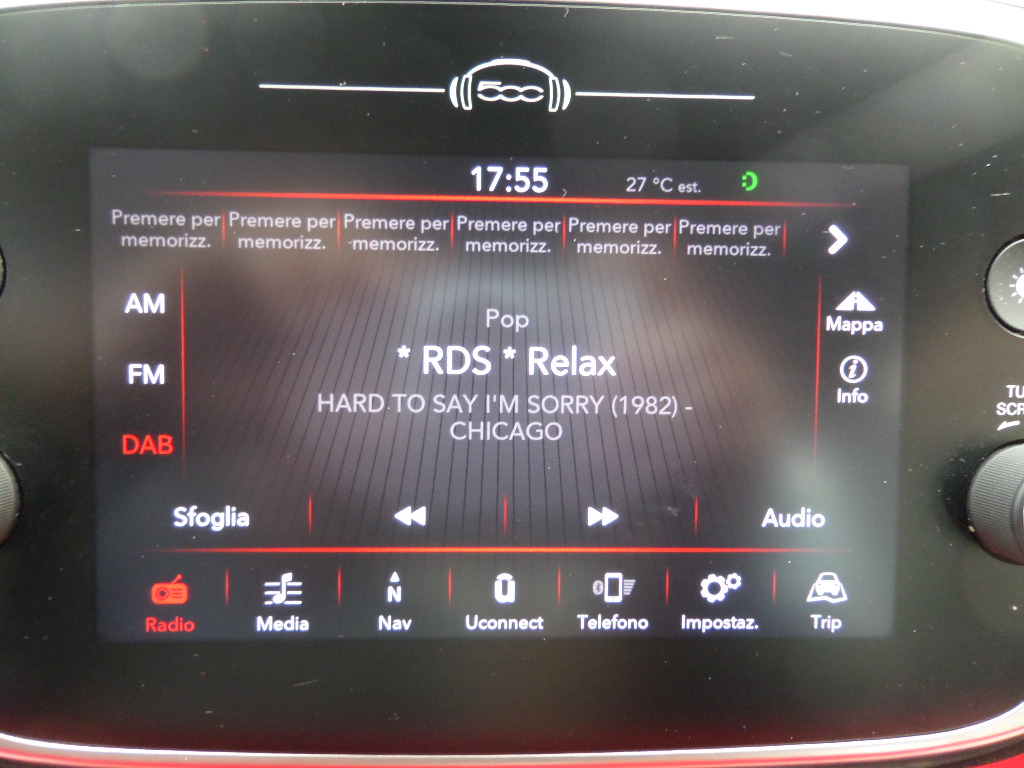 500
17:55 27 °C est.
Premere per Premere per Premere per Premere per Premere per Premere per
memorizz. memorizz. memorizz. memorizz. memorizz. memorizz.
AM
Pop
Mappa
* RDS * Relax
FM
Info
HARD TO SAY I'M SORRY (1982) -
CHICAGO
DAB
Sfoglia Audio
N
Radio Media Nav Uconnect Telefono Impostaz. Trip